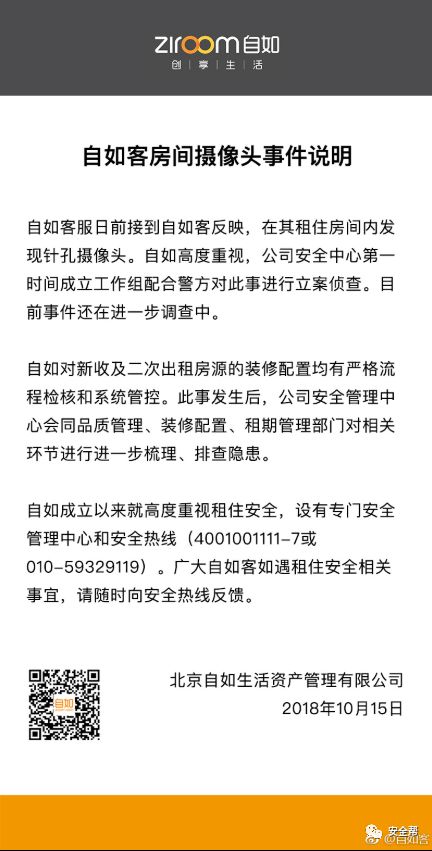 ziroom自如
创 | 享 | 生 | 活
自如客房间摄像头事件说明
自如客服日前接到自如客反映，在其租住房间内发
现针孔摄像头。自如高度重视，公司安全中心第一
时间成立工作组配合警方对此事进行立案侦查。目
前事件还在进一步调查中。
自如对新收及二次出租房源的装修配置均有严格流
程检核和系统管控。此事发生后，公司安全管理中
心会同品质管理、装修配置、租期管理部门对相关
环节进行进一步梳理、排查隐患。
自如成立以来就高度重视租住安全，设有专门安全
管理中心和安全热线（4001001111-7或
010-59329119）。广大自如客如遇租住安全相关
事宜，请随时向安全热线反馈。
自如
北京自如生活资产管理有限公司
2018年10月15日
安全帮
@自如客